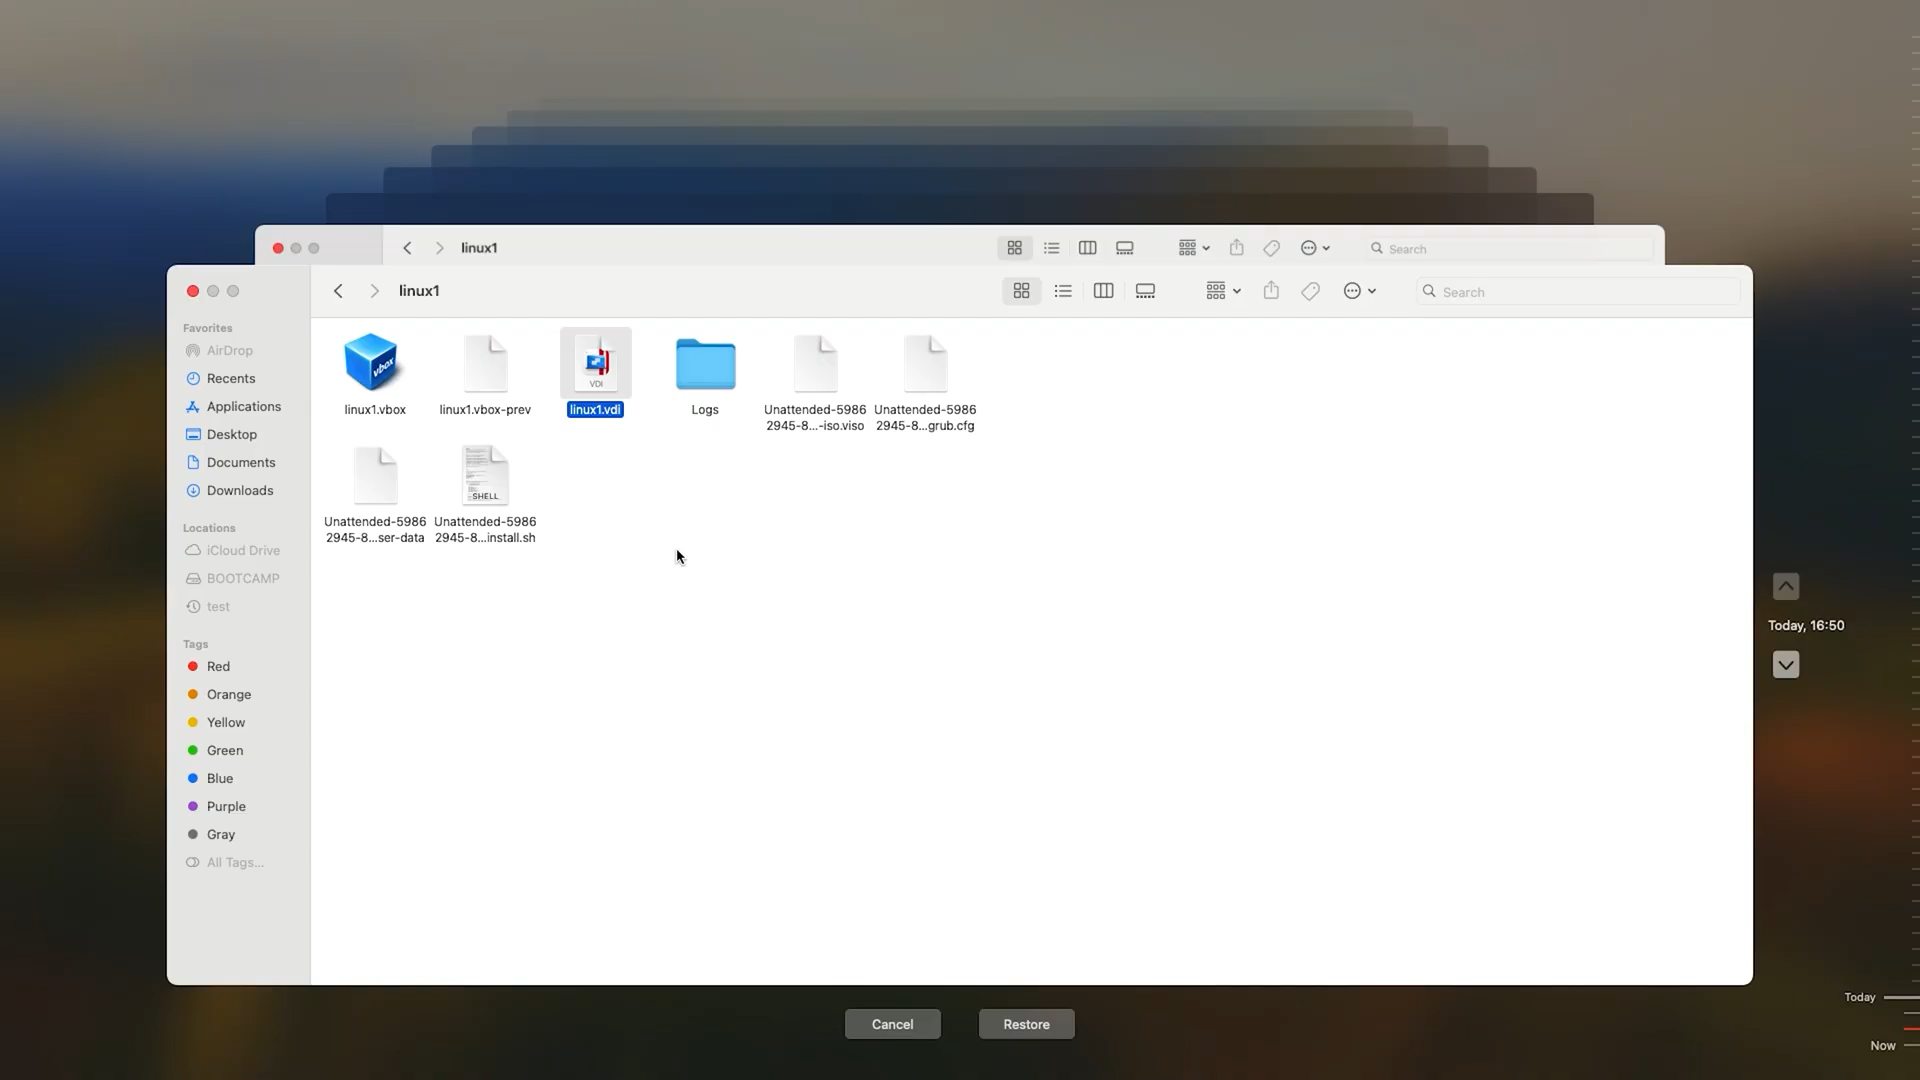 linux1
Search
linux1
Search
Favorites
AirDrop
Recents
Applications
Desktop
Documents
Downloads
Locations
iCloud Drive
BOOTCAMP
test
Tags
Red
Orange
Yellow
Green
Blue
Purple
Gray
All Tags...
vbox
VDI
linux1.vbox
linux1.vbox-prev
linux1.vdi
Logs
Unattended-5986
2945-8...-iso.viso
Unattended-5986
2945-8...grub.cfg
SHELL
Unattended-5986
2945-8...ser-data
Unattended-5986
2945-8...install.sh
Today, 16:50
Today
Now
Cancel
Restore